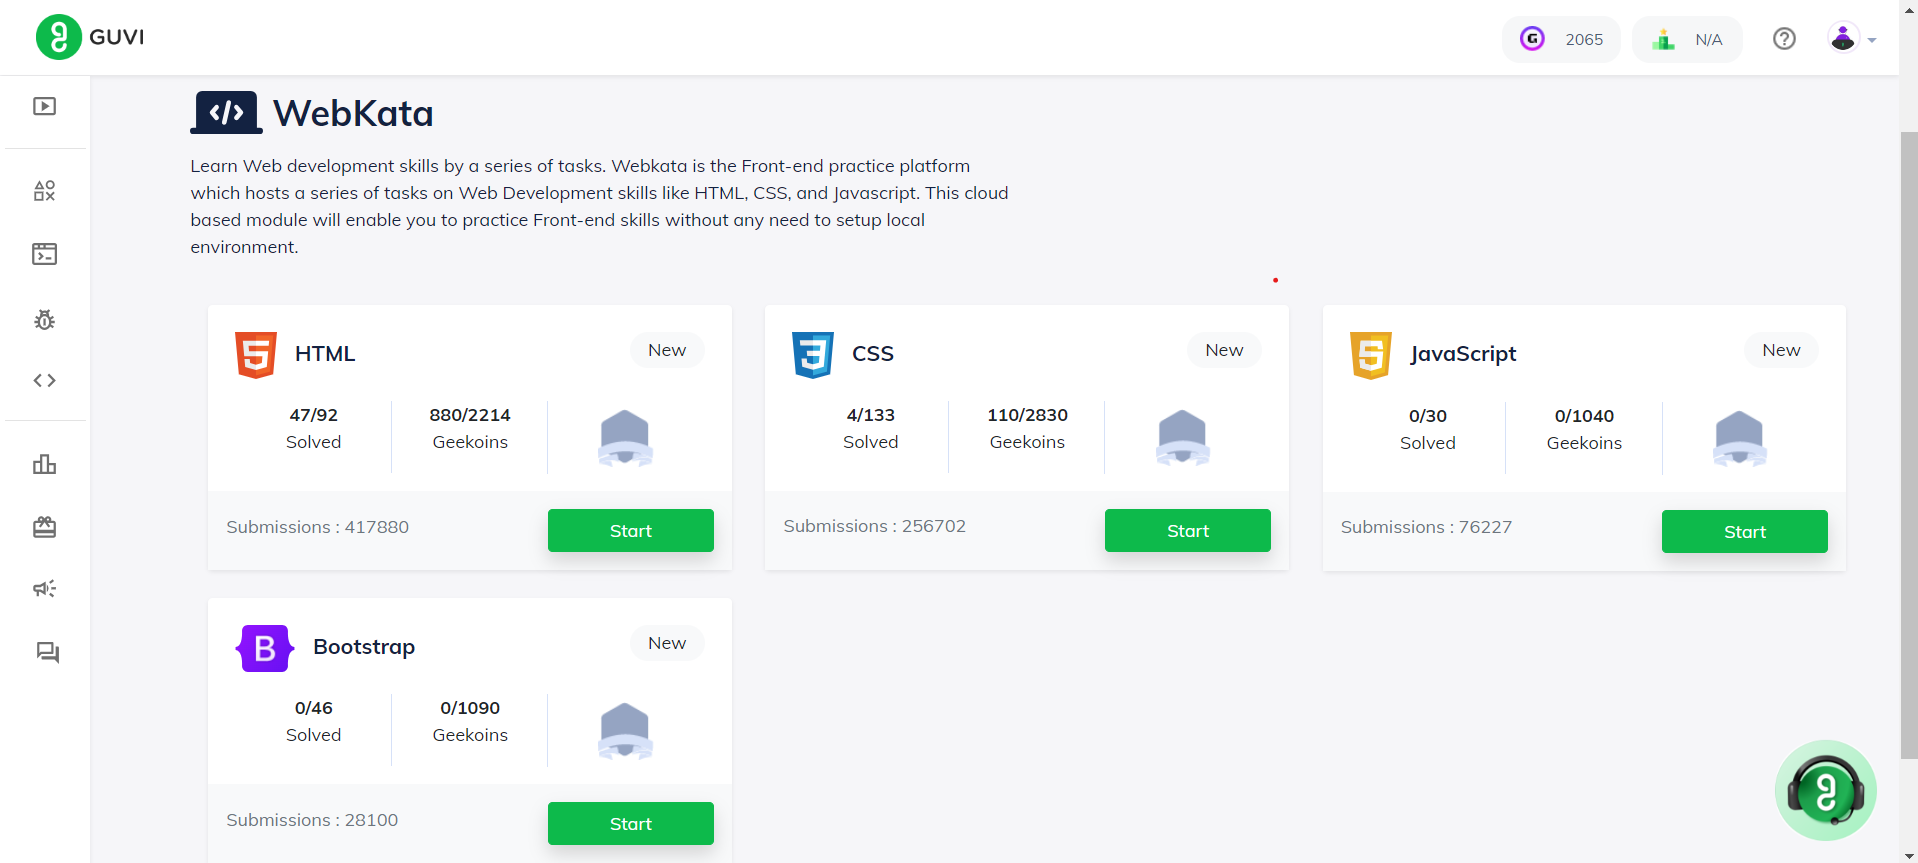 GUVI
2065
N/A
WebKata
Learn Web development skills by a series of tasks. Webkata is the Front-end practice platform
which hosts a series of tasks on Web Development skills like HTML, CSS, and Javascript. This cloud
based module will enable you to practice Front-end skills without any need to setup local
environment.
HTML
New
47/92
Solved
880/2214
Geekoins
Submissions : 417880
Start
CSS
New
4/133
Solved
110/2830
Geekoins
Submissions : 256702
Start
JavaScript
New
0/30
Solved
0/1040
Geekoins
Submissions : 76227
Start
B
Bootstrap
New
0/46
Solved
0/1090
Geekoins
Submissions : 28100
Start